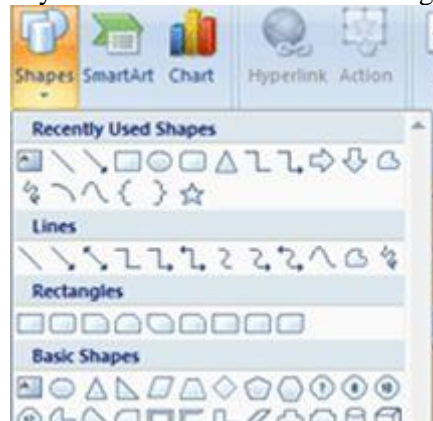 Shapes SmartArt Chart Hyperlink Action
Recently Used Shapes
Lines
Rectangles
Basic Shapes